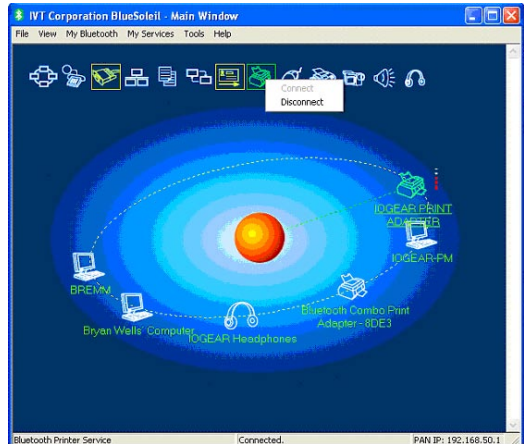 IVT Corporation BlueSoleil - Main Window
File View My Bluetooth My Services Tools Help
Connect
Disconnect
IOGEAR PRINT
ADAPTER
IOGEAR-PM
BREMM
Bryan Wells' Computer
IOGEAR Headphones
Bluetooth Combo Print
Adapter - 8DE3
Bluetooth Printer Service Connected. PAN IP: 192.168.50.1